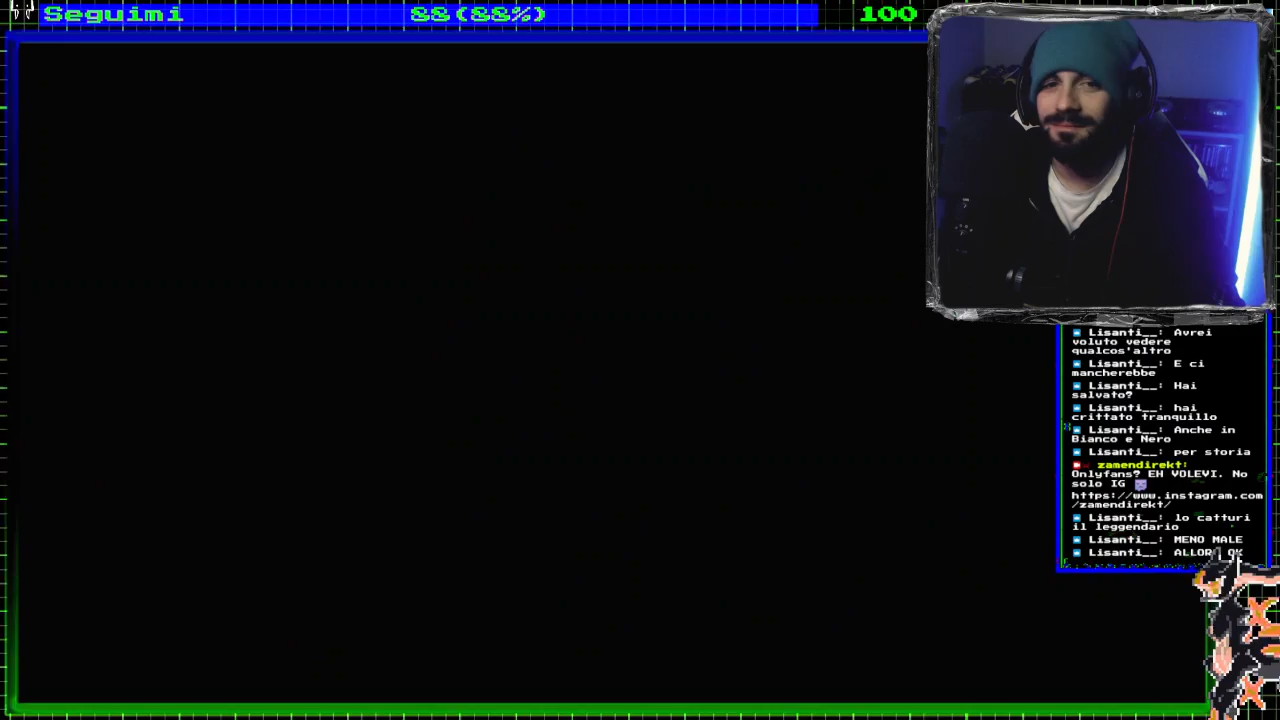 Seguimi 88(88%) 100
Lisanti__: Avrei
voluto vedere
qualcos'altro
Lisanti__: E ci
mancherebbe
Lisanti__: Hai
salvato?
Lisanti__: hai
crittato tranquillo
Lisanti__: Anche in
Bianco e Nero
Lisanti__: per storia
zamendirekt:
Onlyfans? EH VOLEVI. No
solo IG
https://www.instagram.com
/zamendirekt/
Lisanti__: lo catturi
il leggendario
Lisanti__: MENO MALE
Lisanti__: ALLORA OK